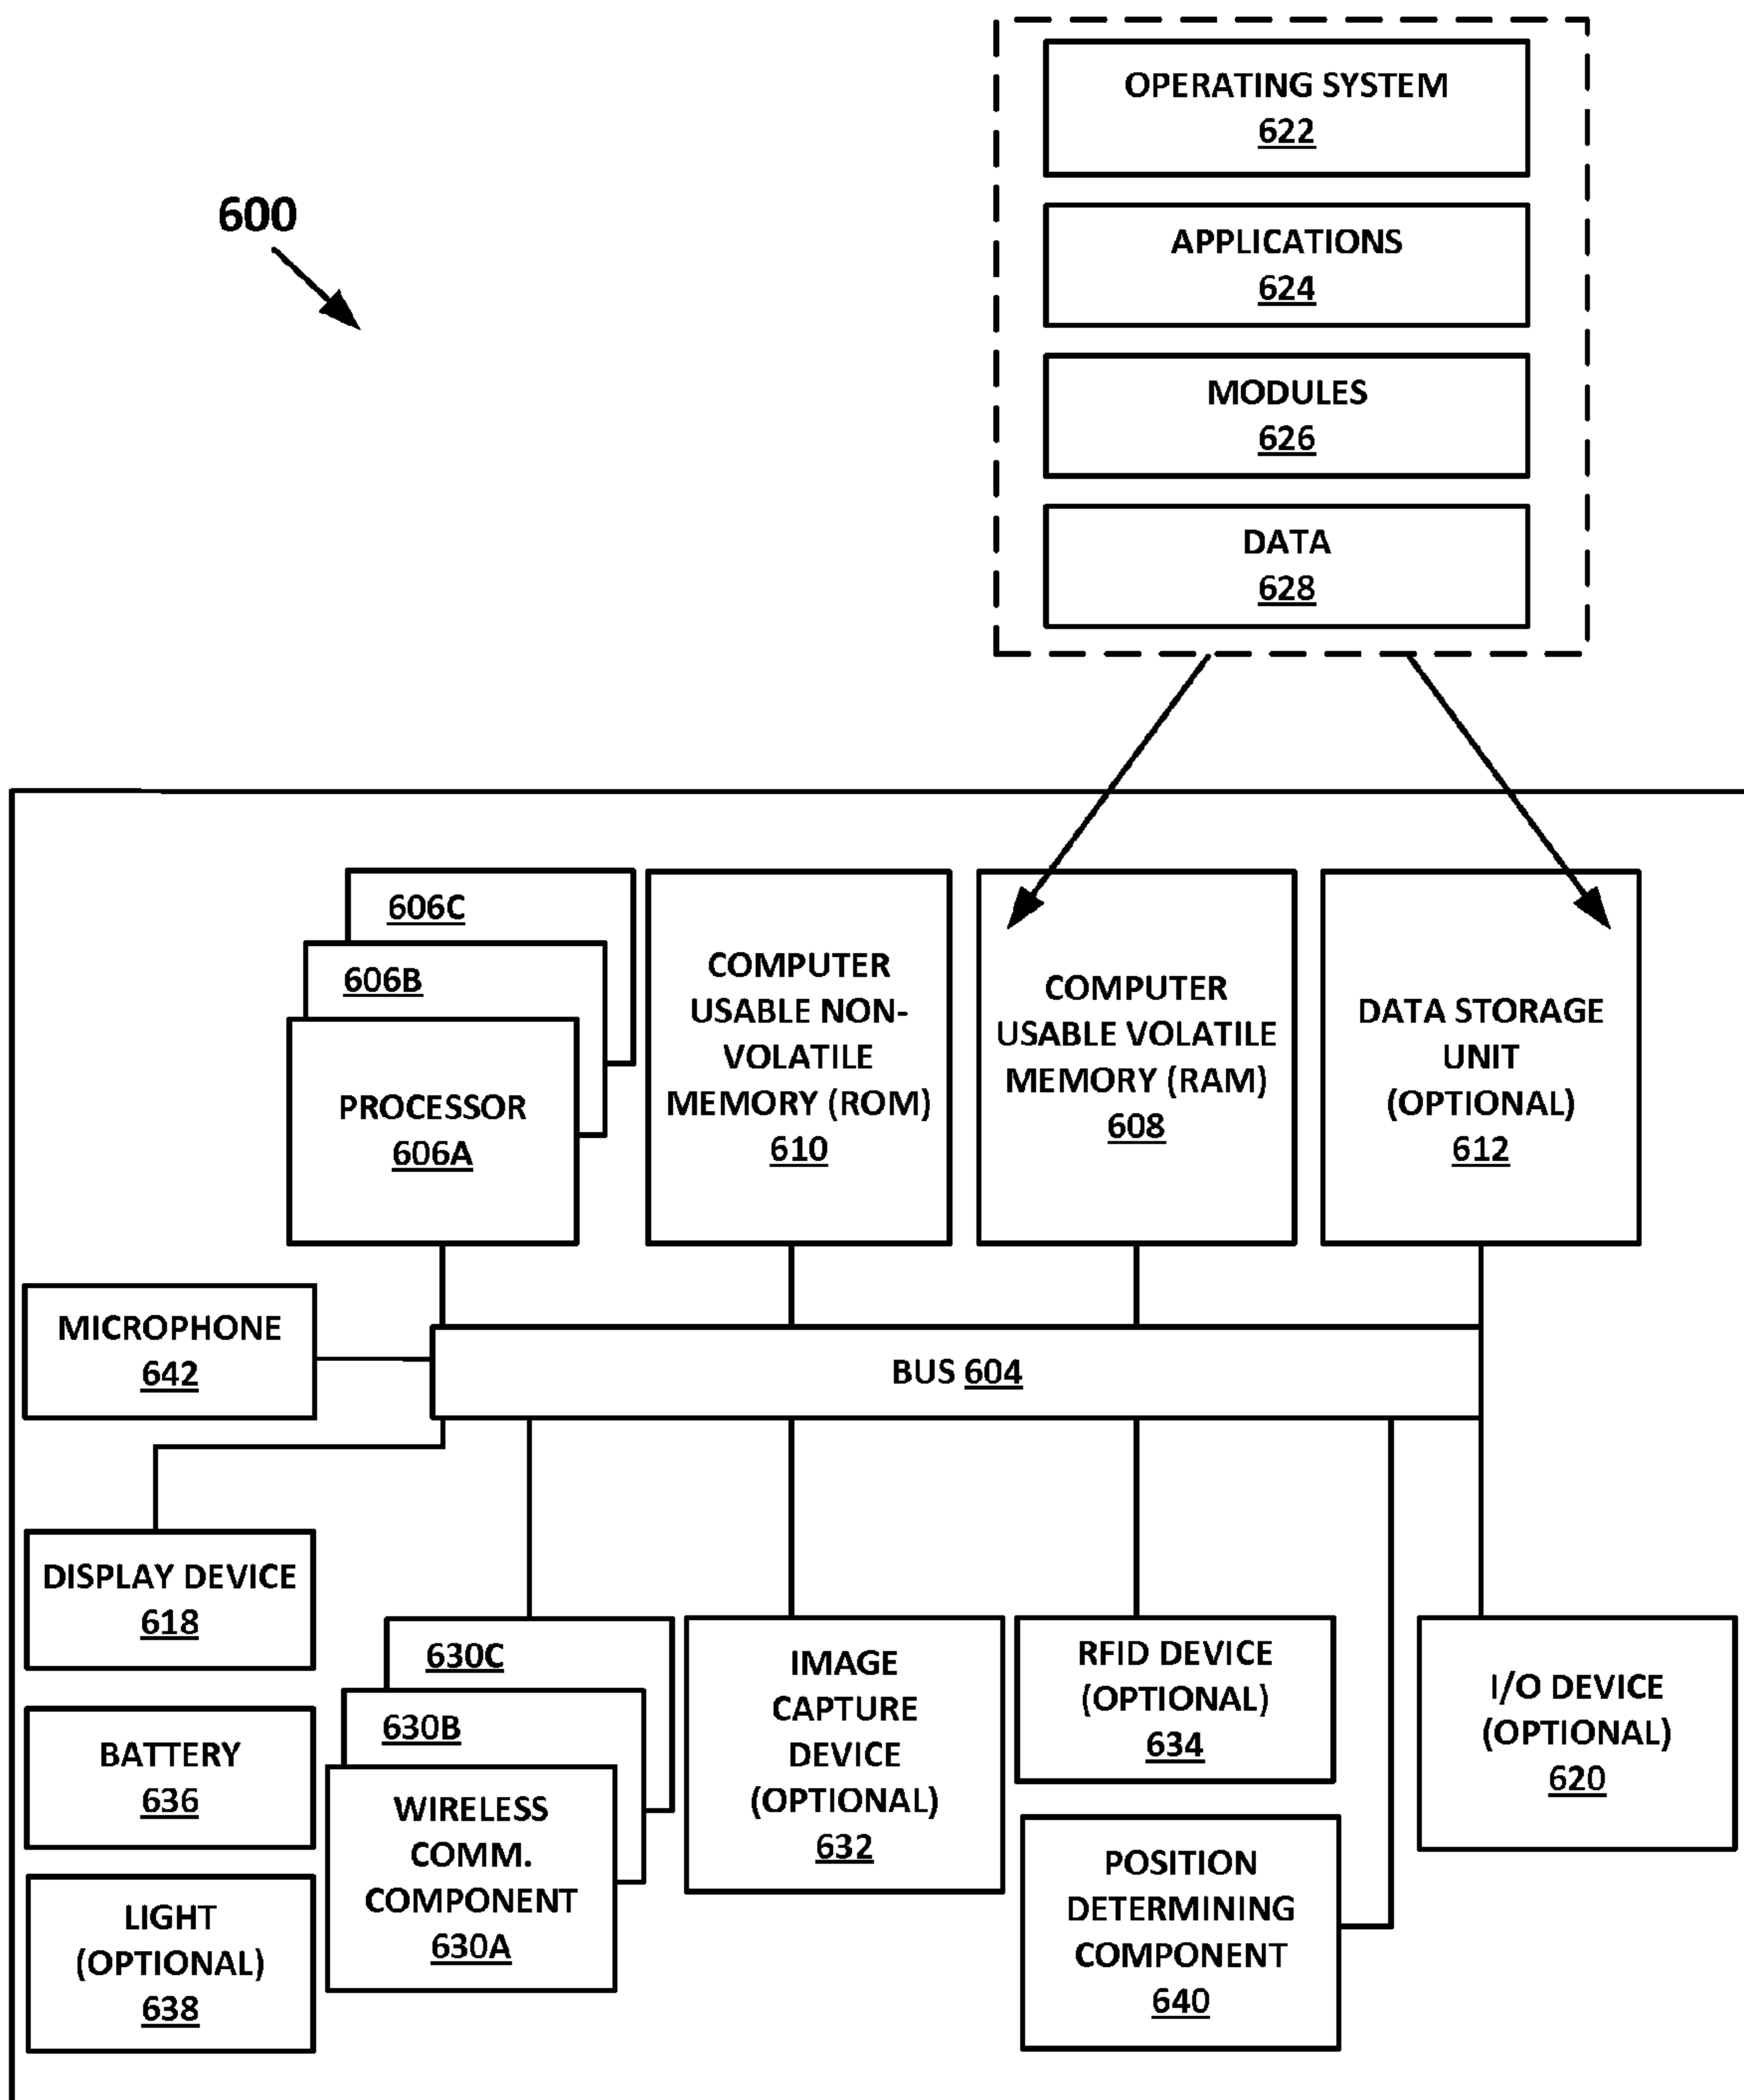 OPERATING SYSTEM
622
600
APPLICATIONS
624
MODULES
626
DATA
628
606C
606B
PROCESSOR
606A
COMPUTER
USABLE NON-
VOLATILE
MEMORY (ROM)
610
COMPUTER
USABLE VOLATILE
MEMORY (RAM)
608
DATA STORAGE
UNIT
(OPTIONAL)
612
MICROPHONE
642
BUS 604
DISPLAY DEVICE
618
BATTERY
636
LIGHT
(OPTIONAL)
638
630C
630B
WIRELESS
COMM.
COMPONENT
630A
IMAGE
CAPTURE
DEVICE
(OPTIONAL)
632
RFID DEVICE
(OPTIONAL)
634
POSITION
DETERMINING
COMPONENT
640
I/O DEVICE
(OPTIONAL)
620